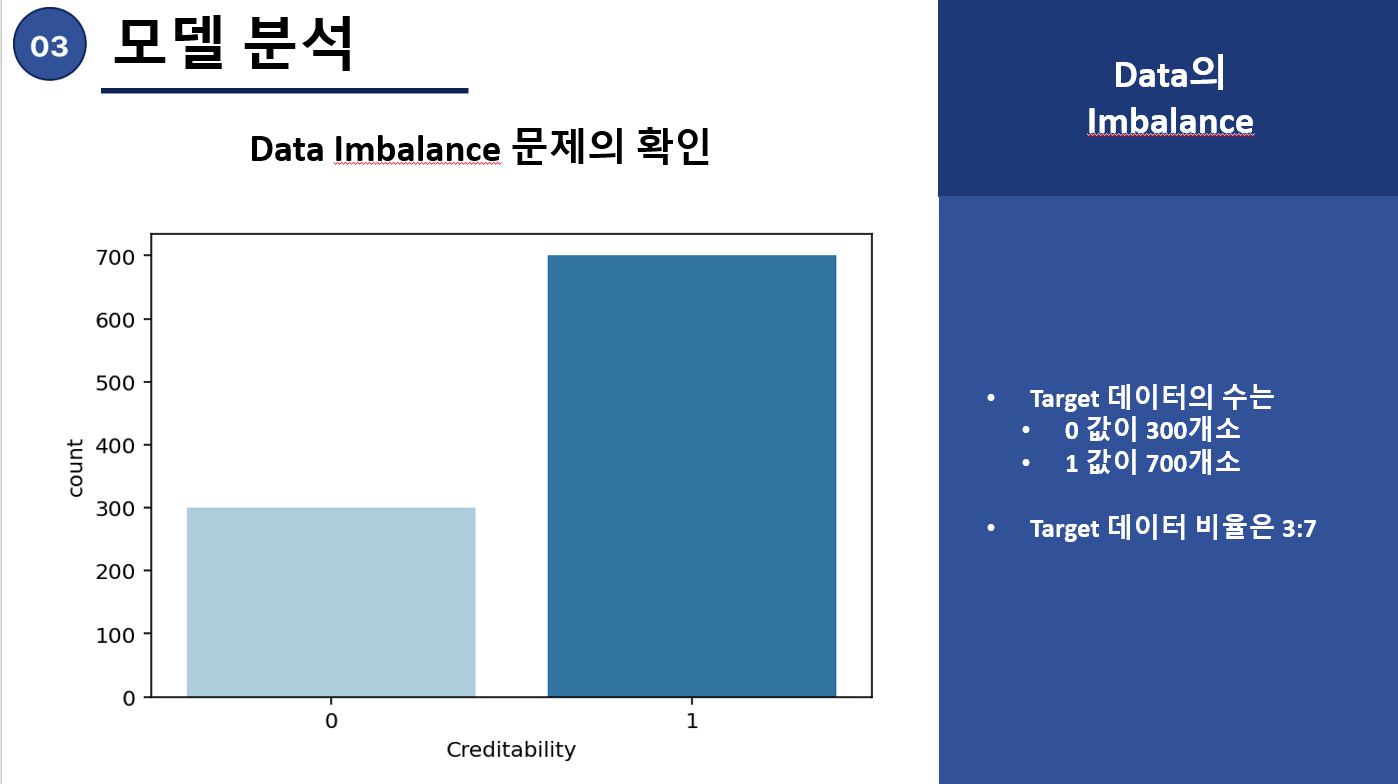 03 모델 분석
Data Imbalance 문제의 확인
700
600
500
400
300
200
100
0
count
0 1
Creditability
Data의
Imbalance
• Target 데이터의 수는
• 0 값이 300개소
• 1 값이 700개소
• Target 데이터 비율은 3:7